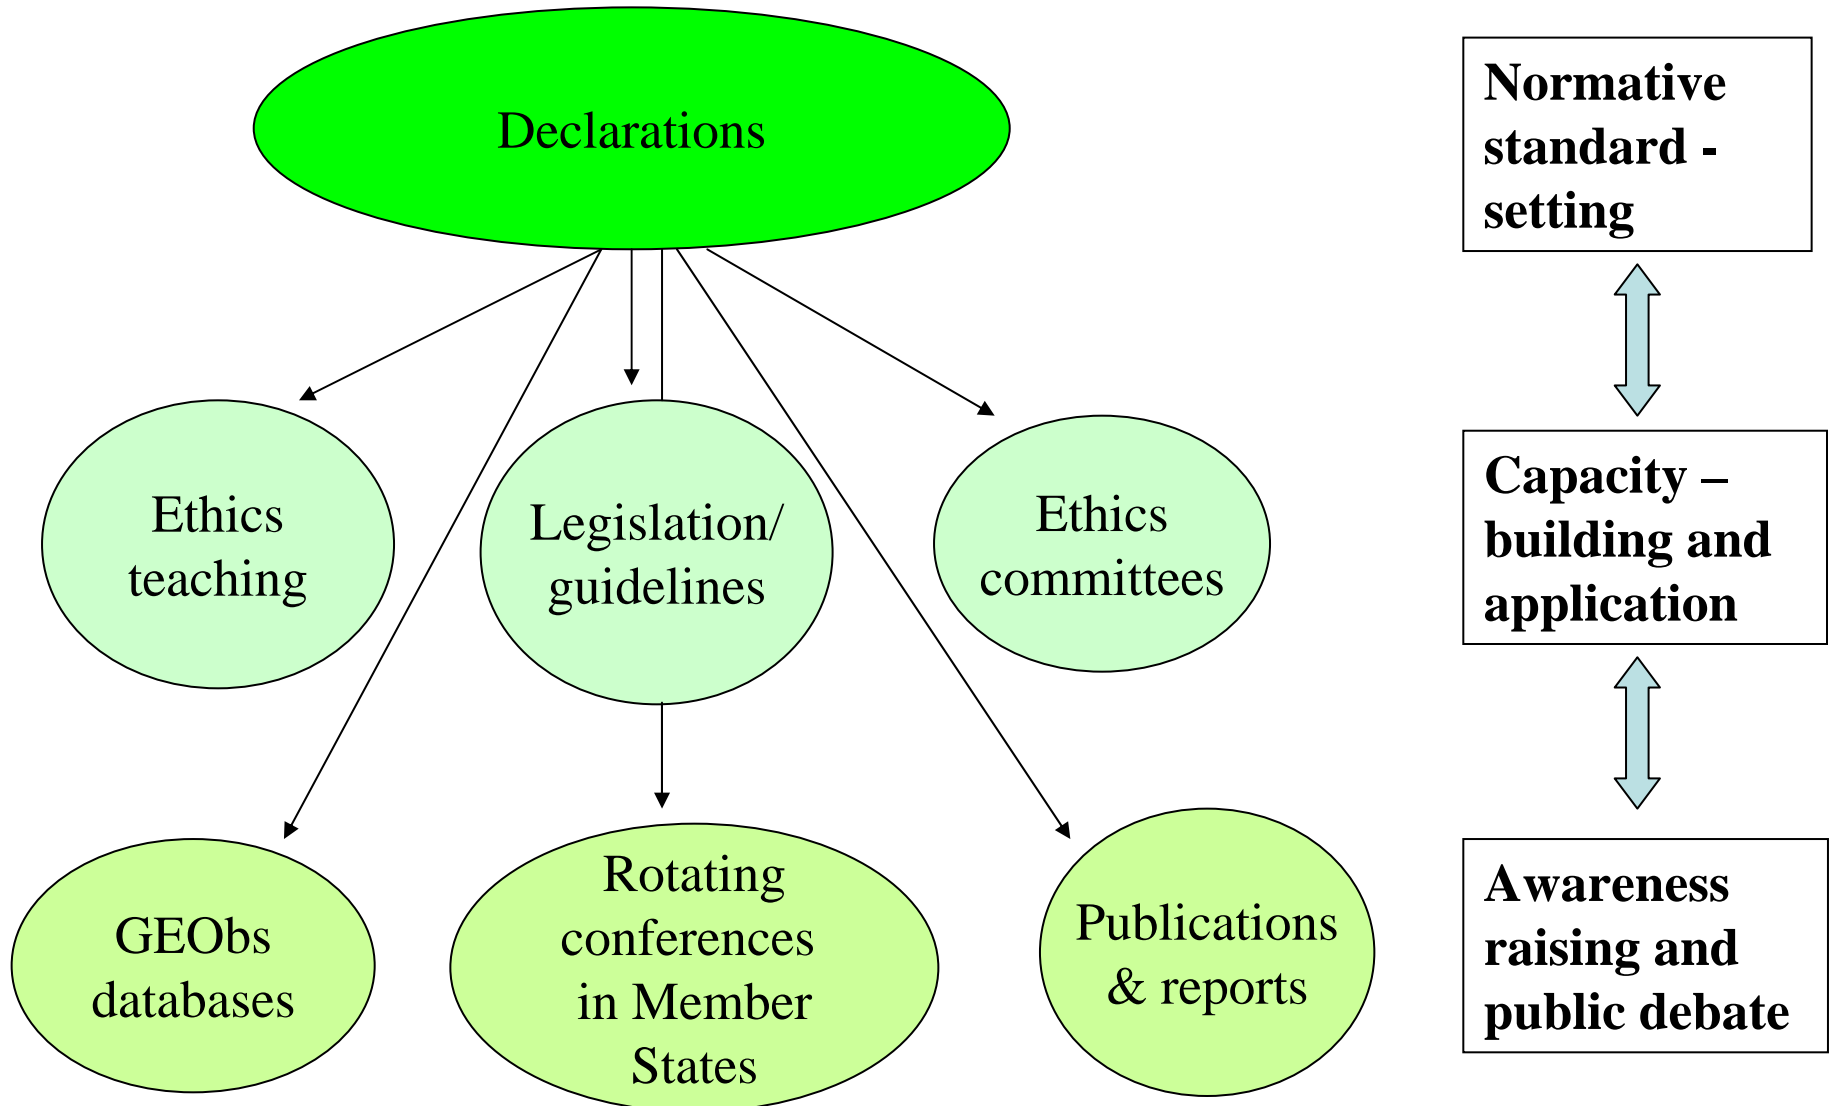 Declarations
Normative
standard -
setting
Ethics
teaching
Legislation/
guidelines
Ethics
committees
Capacity –
building and
application
GEObs
databases
Rotating
conferences
in Member
States
Publications
& reports
Awareness
raising and
public debate